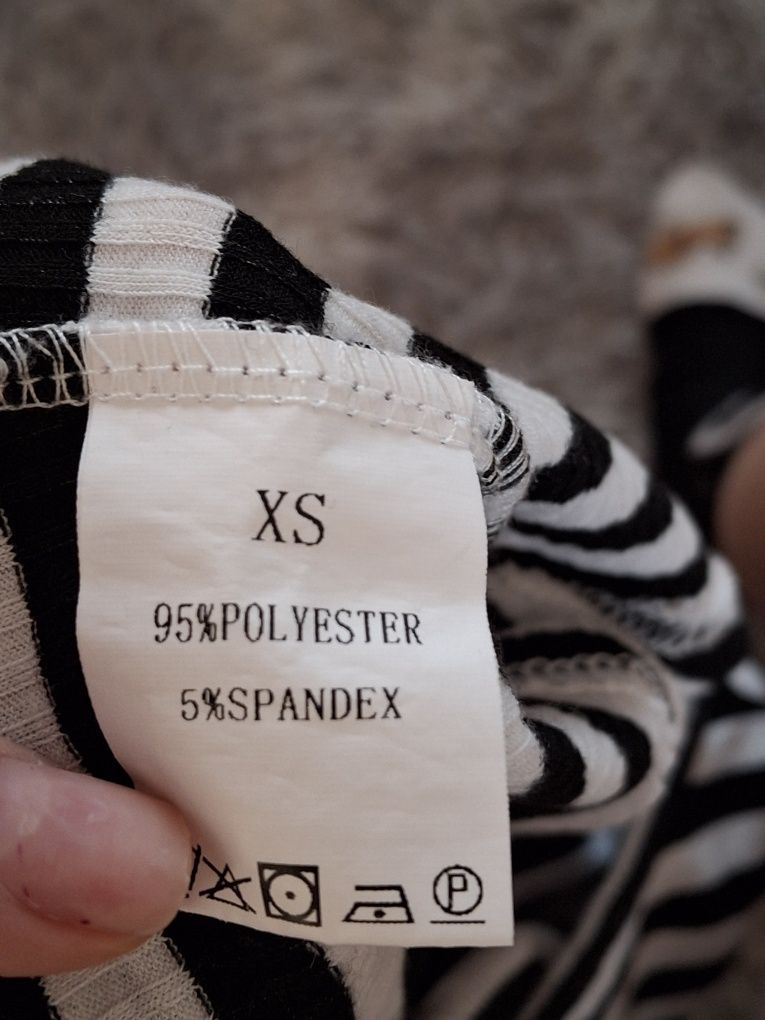 XS
95%POLYESTER
5%SPANDEX
P